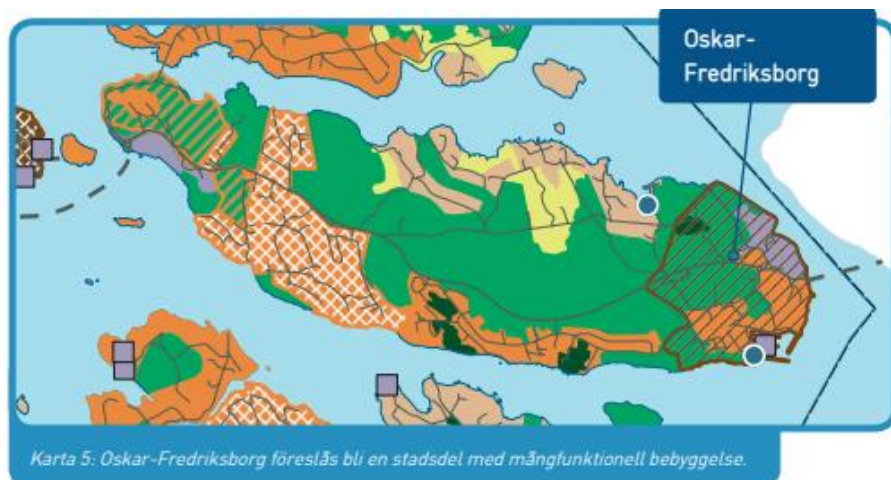 Oskar-
Fredriksborg
Karta 5: Oskar-Fredriksborg föreslås bli en stadsdel med mångfunktionell bebyggelse.